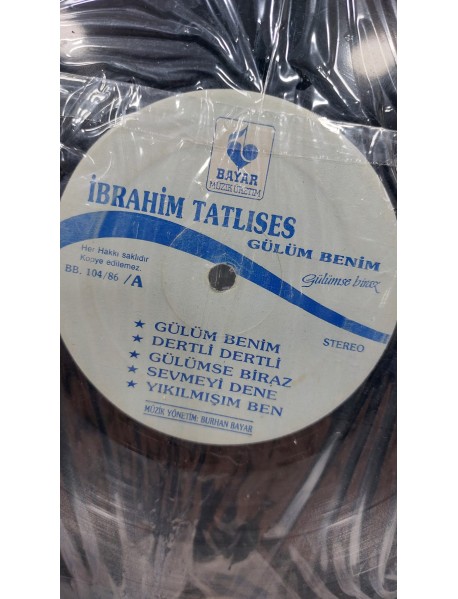 BAYAR
MÜZİK ÜRETİM
İBRAHİM TATLISES
GÜLÜM BENİM
Gülümse biraz
Her Hakkı saklıdır
Kopye edilemez.
BB. 104/86 /A
STEREO
★ GÜLÜM BENİM
★ DERTLİ DERTLİ
★ GÜLÜMSE BİRAZ
★ SEVMEYİ DENE
★ YIKILMIŞIM BEN
MÜZİK YÖNETİM: BURHAN BAYAR